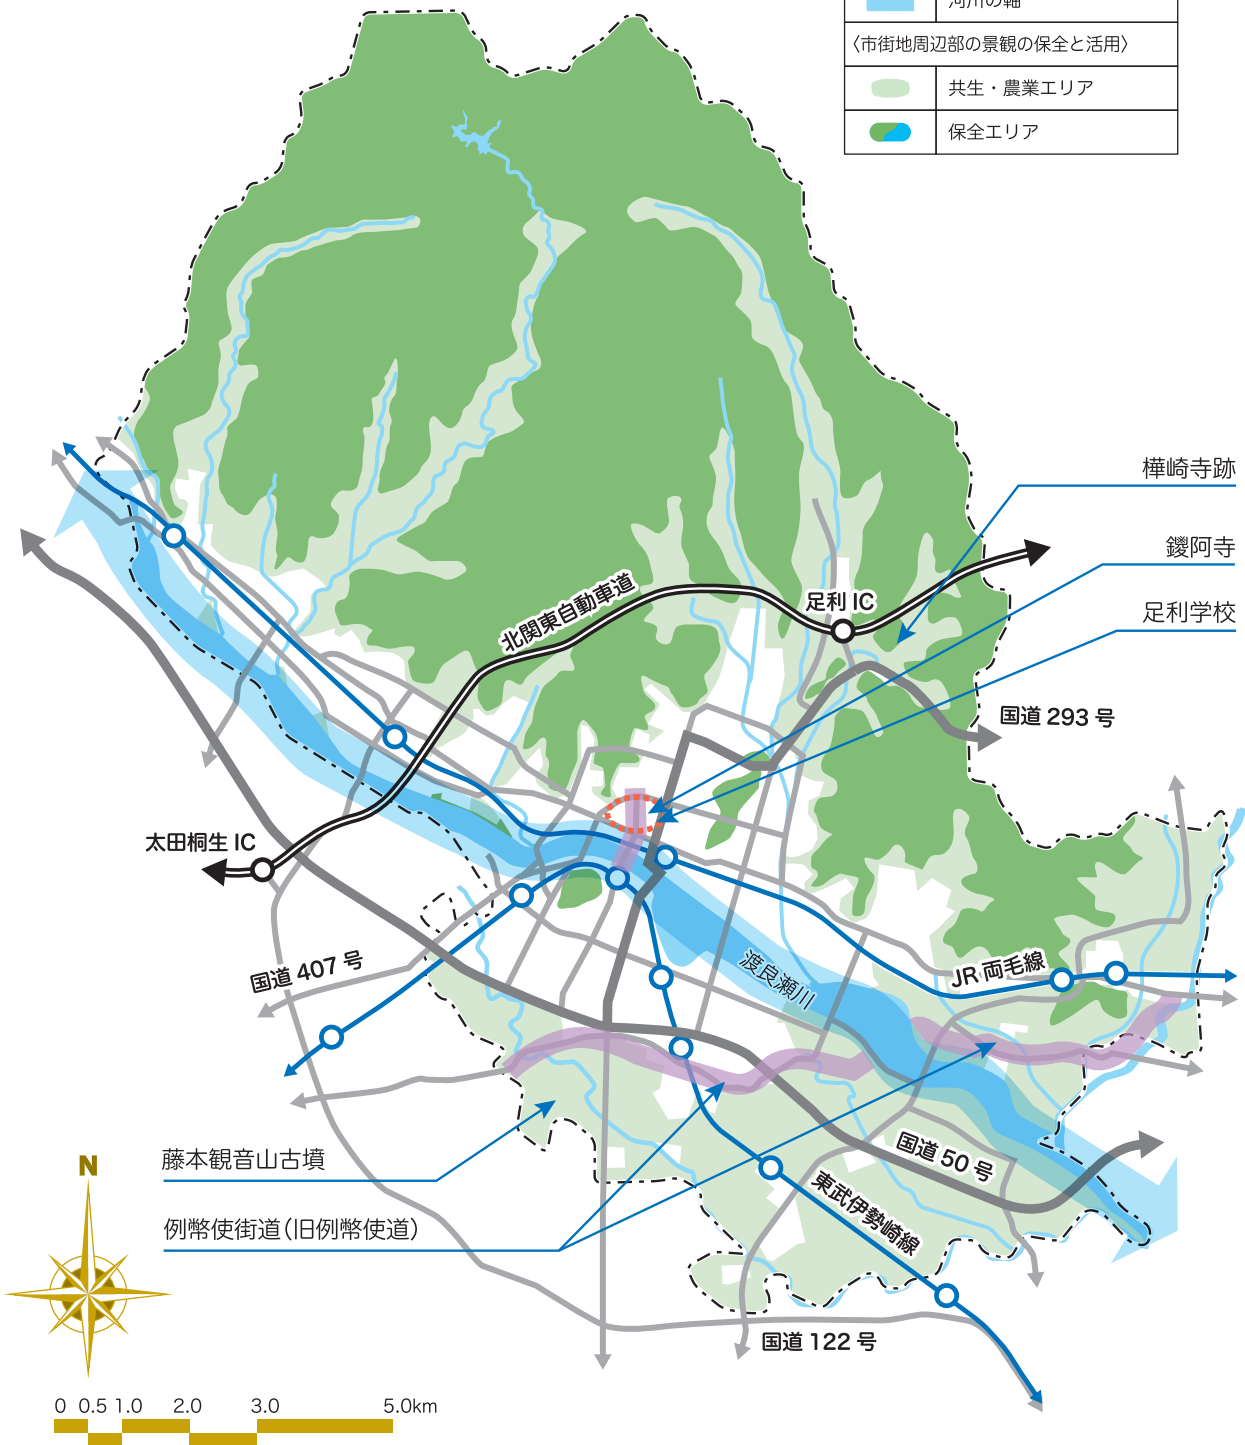 河川の軸
〈市街地周辺部の景観の保全と活用〉
共生・農業エリア
保全エリア
樺崎寺跡
鑁阿寺
足利学校
北関東自動車道
足利 IC
国道 293 号
太田桐生 IC
国道 407 号
渡良瀬川
JR 両毛線
国道 50 号
東武伊勢崎線
藤本観音山古墳
例幣使街道（旧例幣使道）
国道 122 号
N
0 0.5 1.0 2.0 3.0 5.0km